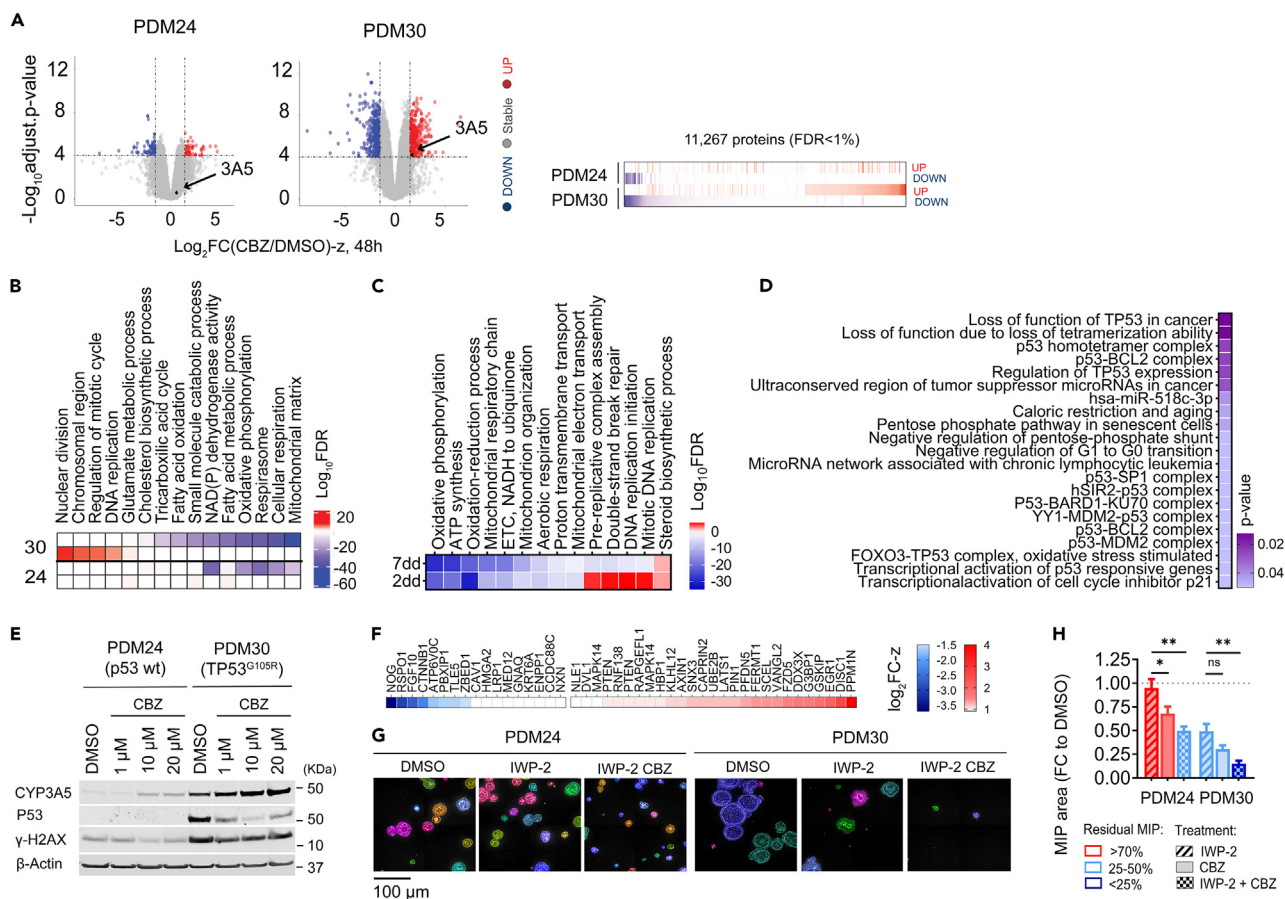 A
PDM24
PDM30
12
8
4
0
12
8
4
0
-Log10adjust.p-value
3A5
3A5
-5
0
5
-5
0
5
Log2FC(CBZ/DMSO)-z, 48h
DOWN
Stable
UP
11,267 proteins (FDR<1%)
PDM24
UP
DOWN
PDM30
UP
DOWN
B
Nuclear division
Chromosomal region
Regulation of mitotic cycle
DNA replication
Glutamate metabolic process
Cholesterol biosynthetic process
Tricarboxilic acid cycle
Fatty acid oxidation
Small molecule catabolic process
NAD(P) dehydrogenase activity
Fatty acid metabolic process
Oxidative phosphorylation
Respirasome
Cellular respiration
Mitochondrial matrix
30
24
Log10FDR
20
0
-20
-40
-60
C
Oxidative phosphorylation
ATP synthesis
Oxidation-reduction process
Mitochondrial respiratory chain
ETC, NADH to ubiquinone
Mitochondrion organization
Aerobic respiration
Proton transmembrane transport
Mitochondrial electron transport
Pre-replicative complex assembly
Double-strand break repair
DNA replication initiation
Mitotic DNA replication
Steroid biosynthetic process
7dd
2dd
Log10FDR
0
-10
-20
-30
D
Loss of function of TP53 in cancer
Loss of function due to loss of tetramerization ability
p53 homotetramer complex
p53-BCL2 complex
Regulation of TP53 expression
Ultraconserved region of tumor suppressor microRNAs in cancer
hsa-miR-518c-3p
Caloric restriction and aging
Pentose phosphate pathway in senescent cells
Negative regulation of pentose-phosphate shunt
Negative regulation of G1 to G0 transition
MicroRNA network associated with chronic lymphocytic leukemia
p53-SP1 complex
hSIR2-p53 complex
P53-BARD1-KU70 complex
YY1-MDM2-p53 complex
p53-BCL2 complex
p53-MDM2 complex
FOXO3-TP53 complex, oxidative stress stimulated
Transcriptional activation of p53 responsive genes
Transcriptionalactivation of cell cycle inhibitor p21
p-value
0.02
0.04
E
PDM24
(p53 wt)
PDM30
(TP53G105R)
CBZ
CBZ
DMSO
1 µM
10 µM
20 µM
DMSO
1 µM
10 µM
20 µM
(KDa)
CYP3A5
50
P53
50
γ-H2AX
10
β-Actin
37
F
NOG
RSPO1
FGF10
CTNNB1
ATP6V0C
PBXIP1
TLE5
ZBED1
CAV1
HMGA2
LRP1
MED12
GNAQ
KRT6A
ENPP1
CCDC88C
NXN
NLE1
DVL1
MAPK14
PTEN
ZNF138
PTEN
RAPGEFL1
MAPK14
HBP1
KLHL12
AXIN1
SNX3
CAPRIN2
UBE2B
LATS1
PIN1
PFDN5
FERMT1
SCEL
VANGL2
FZD5
DDX3X
G3BP1
GSKIP
EGR1
DISC1
PPM1N
log2FC-z
-1.5
-2.5
-3.5
4
3
2
1
G
PDM24
PDM30
DMSO
IWP-2
IWP-2 CBZ
DMSO
IWP-2
IWP-2 CBZ
100 µm
H
MIP area (FC to DMSO)
1.25
1.00
0.75
0.50
0.25
0.00
**
*
**
ns
PDM24
PDM30
Residual MIP:
>70%
25-50%
<25%
Treatment:
IWP-2
CBZ
IWP-2 + CBZ